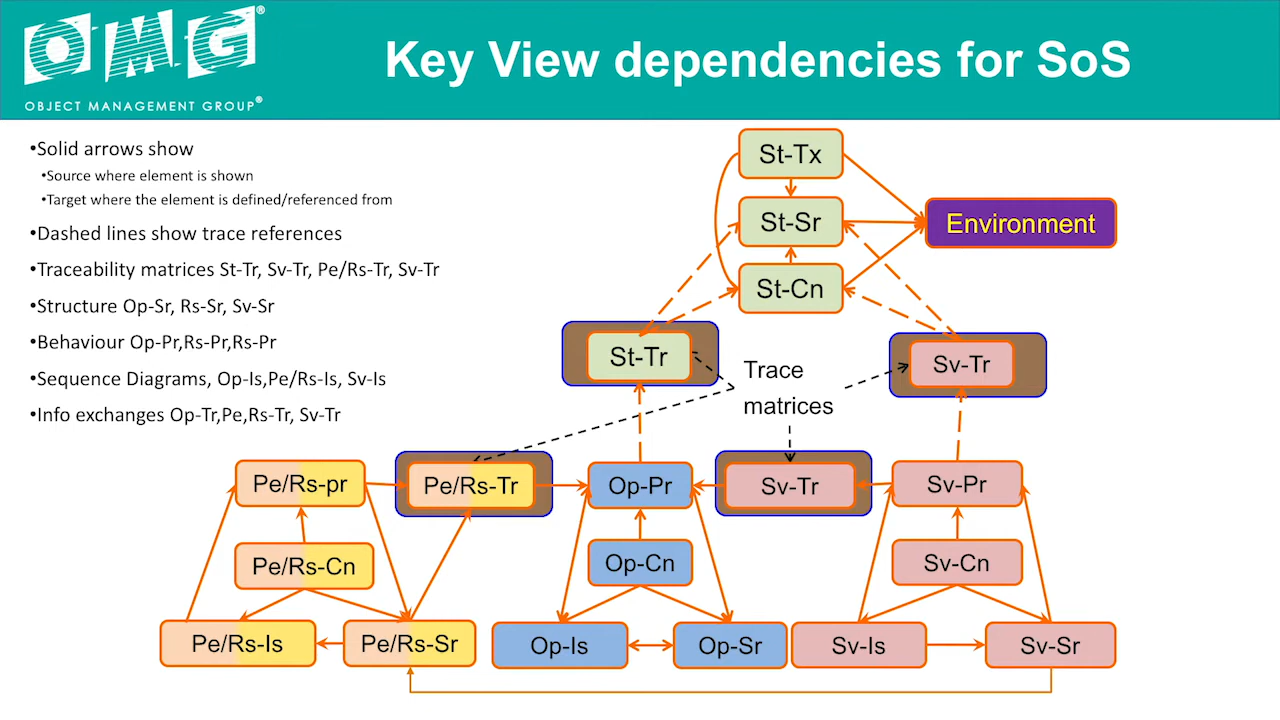 OMG®
OBJECT MANAGEMENT GROUP®
Key View dependencies for SoS
•Solid arrows show
•Source where element is shown
•Target where the element is defined/referenced from
•Dashed lines show trace references
•Traceability matrices St-Tr, Sv-Tr, Pe/Rs-Tr, Sv-Tr
•Structure Op-Sr, Rs-Sr, Sv-Sr
•Behaviour Op-Pr,Rs-Pr,Rs-Pr
•Sequence Diagrams, Op-Is,Pe/Rs-Is, Sv-Is
•Info exchanges Op-Tr,Pe,Rs-Tr, Sv-Tr
St-Tx
St-Sr
Environment
St-Cn
St-Tr
Trace
matrices
Sv-Tr
Pe/Rs-pr
Pe/Rs-Tr
Op-Pr
Sv-Tr
Sv-Pr
Pe/Rs-Cn
Op-Cn
Sv-Cn
Pe/Rs-Is
Pe/Rs-Sr
Op-Is
Op-Sr
Sv-Is
Sv-Sr